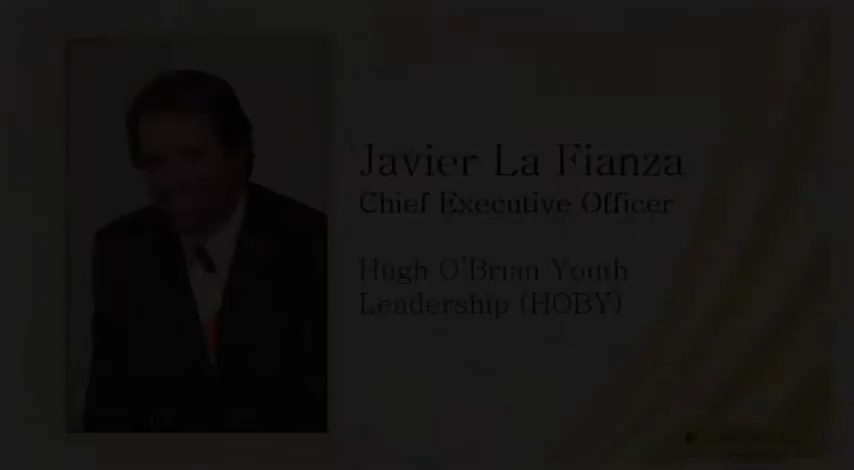 Javier La Fianza
Chief Executive Officer
Hugh O'Brian Youth
Leadership (HOBY)